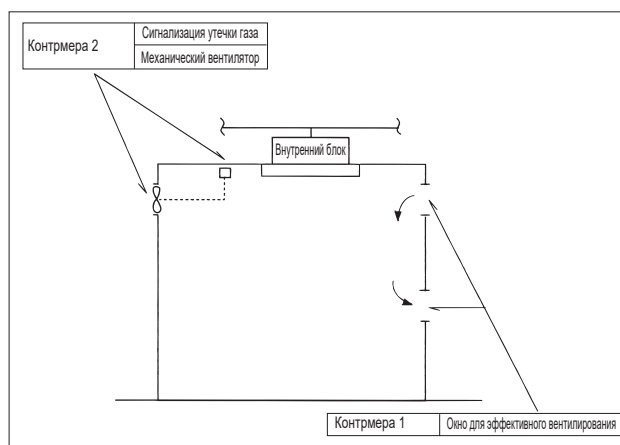 Контрмера 2
Сигнализация утечки газа
Механический вентилятор
Внутренний блок
Контрмера 1
Окно для эффективного вентилирования